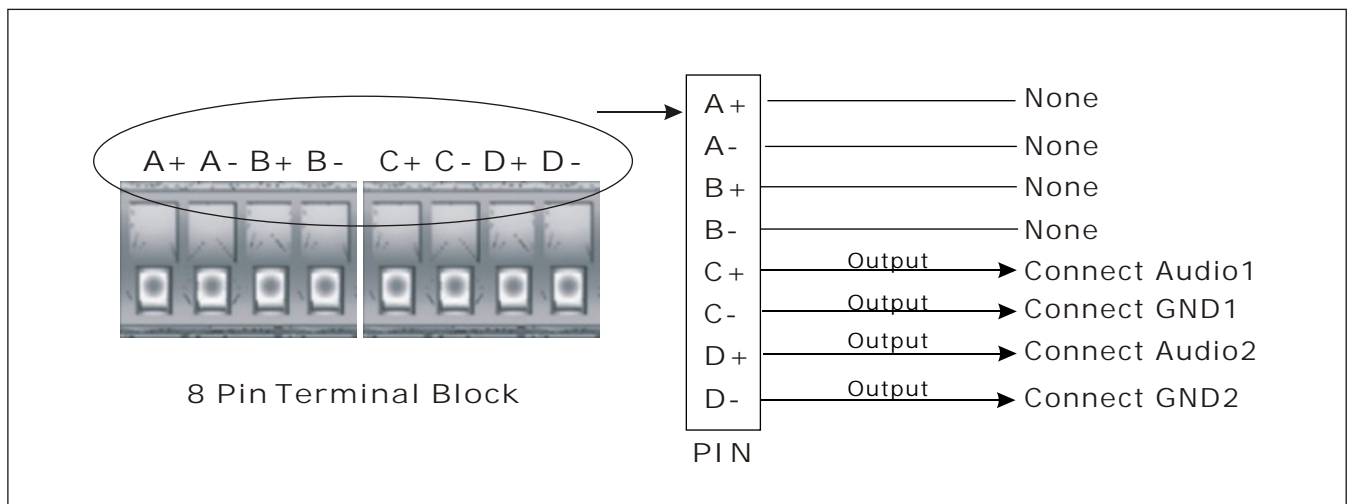 A+ A- B+ B- C+ C- D+ D-
8 Pin Terminal Block
A+ None
A- None
B+ None
B- None
C+ Output Connect Audio1
C- Output Connect GND1
D+ Output Connect Audio2
D- Output Connect GND2
PIN